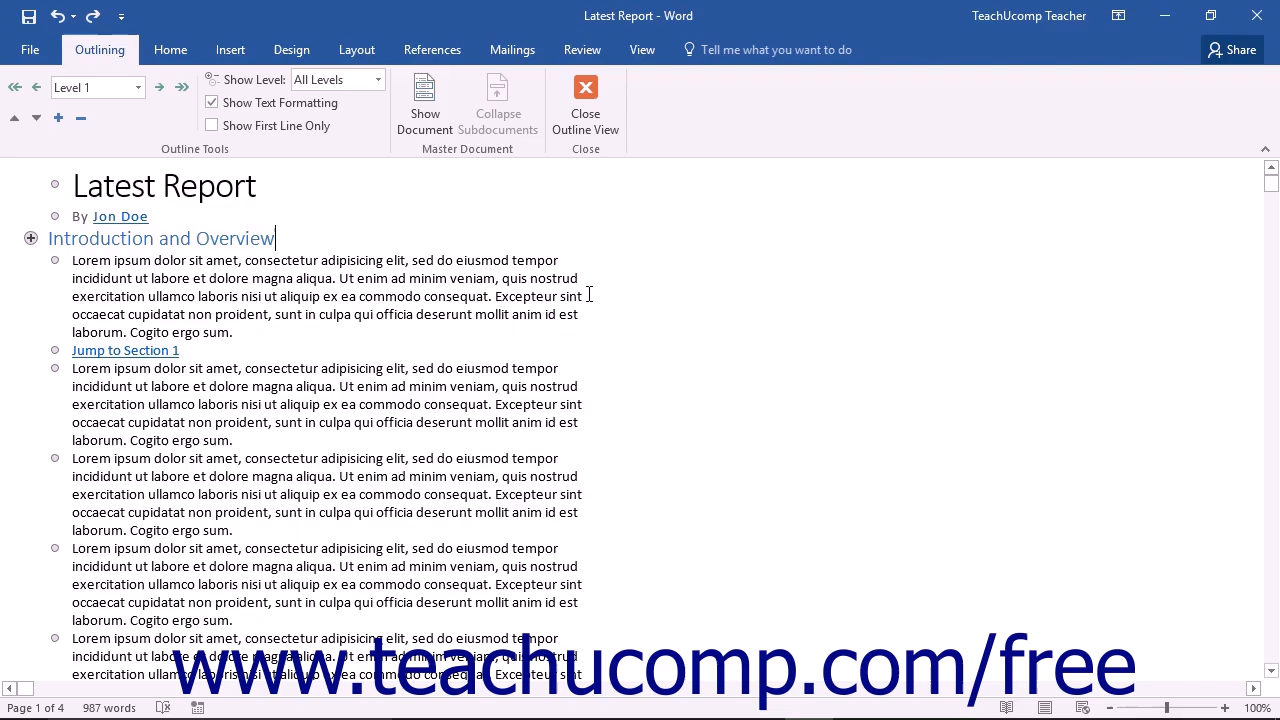 Latest Report - Word
TeachUcomp Teacher
File
Outlining
Home
Insert
Design
Layout
References
Mailings
Review
View
Tell me what you want to do
Share
Level 1
Show Level: All Levels
Show Text Formatting
Show First Line Only
Outline Tools
Show Document
Collapse Subdocuments
Master Document
Close Outline View
Close
Latest Report
By Jon Doe
Introduction and Overview
Lorem ipsum dolor sit amet, consectetur adipisicing elit, sed do eiusmod tempor
incididunt ut labore et dolore magna aliqua. Ut enim ad minim veniam, quis nostrud
exercitation ullamco laboris nisi ut aliquip ex ea commodo consequat. Excepteur sint
occaecat cupidatat non proident, sunt in culpa qui officia deserunt mollit anim id est
laborum. Cogito ergo sum.
Jump to Section 1
Lorem ipsum dolor sit amet, consectetur adipisicing elit, sed do eiusmod tempor
incididunt ut labore et dolore magna aliqua. Ut enim ad minim veniam, quis nostrud
exercitation ullamco laboris nisi ut aliquip ex ea commodo consequat. Excepteur sint
occaecat cupidatat non proident, sunt in culpa qui officia deserunt mollit anim id est
laborum. Cogito ergo sum.
Lorem ipsum dolor sit amet, consectetur adipisicing elit, sed do eiusmod tempor
incididunt ut labore et dolore magna aliqua. Ut enim ad minim veniam, quis nostrud
exercitation ullamco laboris nisi ut aliquip ex ea commodo consequat. Excepteur sint
occaecat cupidatat non proident, sunt in culpa qui officia deserunt mollit anim id est
laborum. Cogito ergo sum.
Lorem ipsum dolor sit amet, consectetur adipisicing elit, sed do eiusmod tempor
incididunt ut labore et dolore magna aliqua. Ut enim ad minim veniam, quis nostrud
exercitation ullamco laboris nisi ut aliquip ex ea commodo consequat. Excepteur sint
occaecat cupidatat non proident, sunt in culpa qui officia deserunt mollit anim id est
laborum. Cogito ergo sum.
Lorem ipsum dolor sit amet, consectetur adipisicing elit, sed do eiusmod tempor
www.teachucomp.com/free
Page 1 of 4
987 words
100%